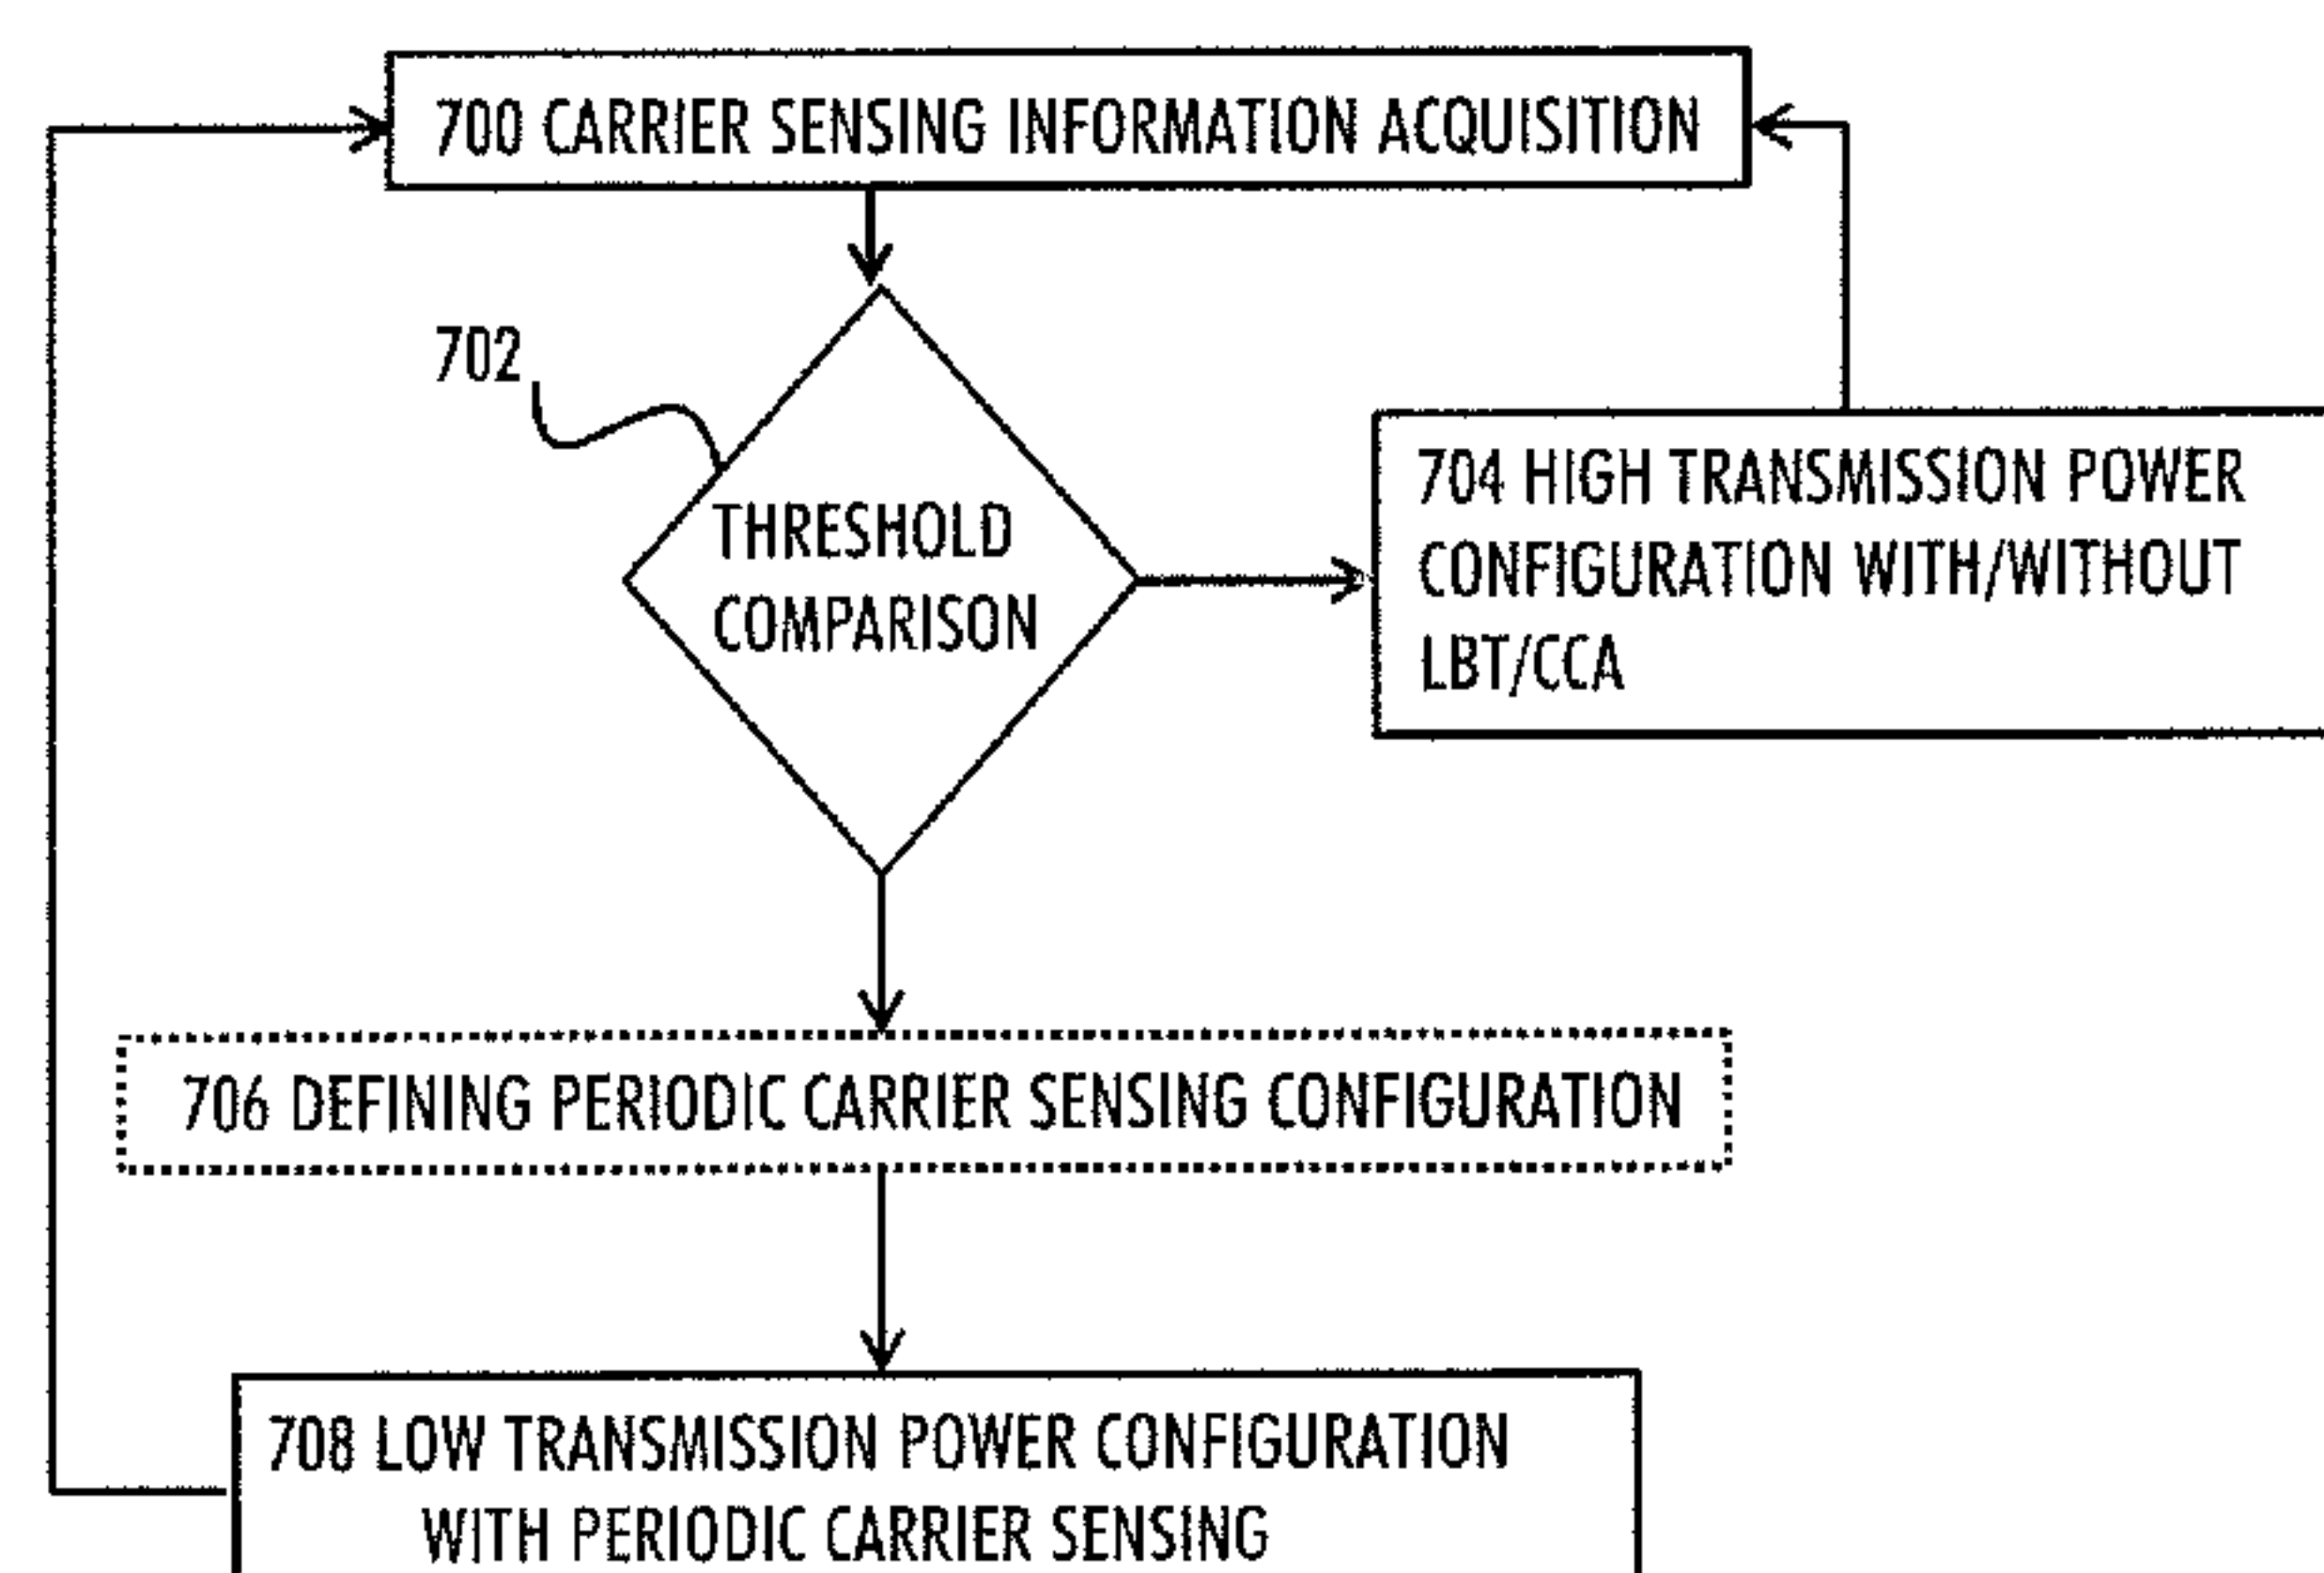 700 CARRIER SENSING INFORMATION ACQUISITION
702
THRESHOLD
COMPARISON
704 HIGH TRANSMISSION POWER
CONFIGURATION WITH/WITHOUT
LBT/CCA
706 DEFINING PERIODIC CARRIER SENSING CONFIGURATION
708 LOW TRANSMISSION POWER CONFIGURATION
WITH PERIODIC CARRIER SENSING